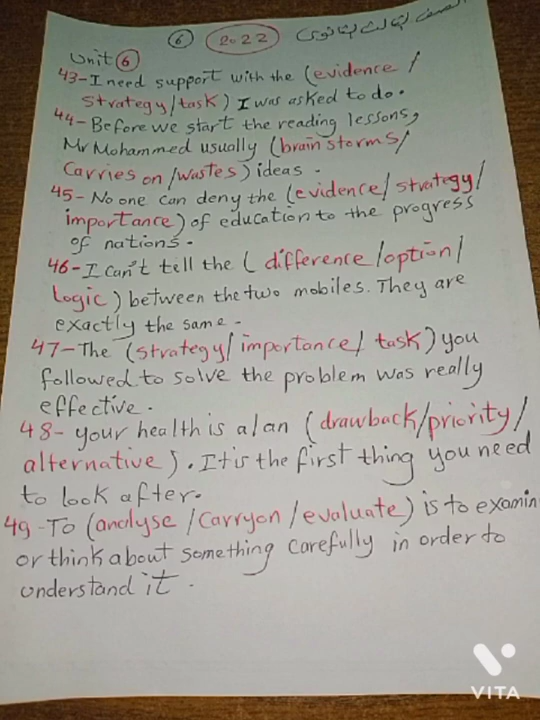 الصف الثالث الثانوى 2022 6
Unit 6
43-I need support with the (evidence /
strategy/task) I was asked to do.
44-Before we start the reading lessons,
Mr Mohammed usually (brain storms/
Carries on/wastes) ideas.
45-No one can deny the (evidence/strategy/
importance) of education to the progress
of nations.
46-I can't tell the (difference/option/
logic) between the two mobiles. They are
exactly the same.
47-The (strategy/importance/task) you
followed to solve the problem was really
effective.
48- your health is a/an (drawback/priority/
alternative). It is the first thing you need
to look after.
49-To (analyse/Carryon/evaluate) is to examin
or think about something carefully in order to
understand it.
VITA